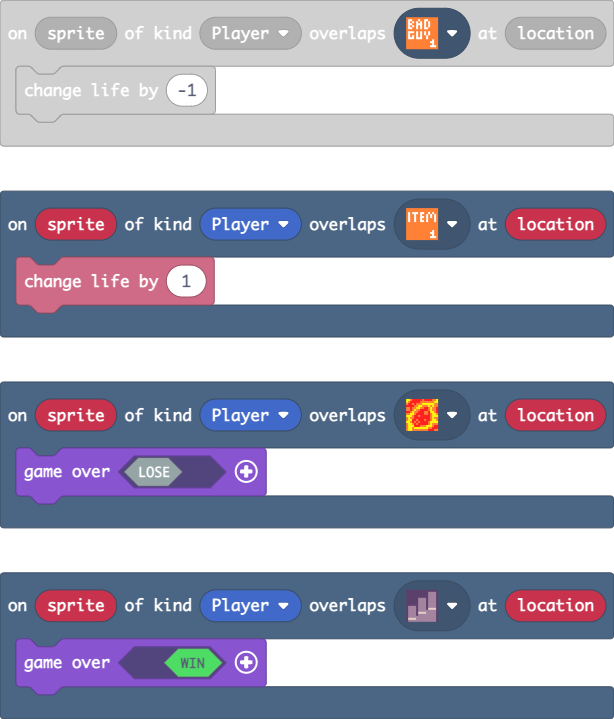 on sprite of kind Player overlaps BAD GUY 1 at location
change life by -1
on sprite of kind Player overlaps ITEM 1 at location
change life by 1
on sprite of kind Player overlaps at location
game over LOSE
on sprite of kind Player overlaps at location
game over WIN